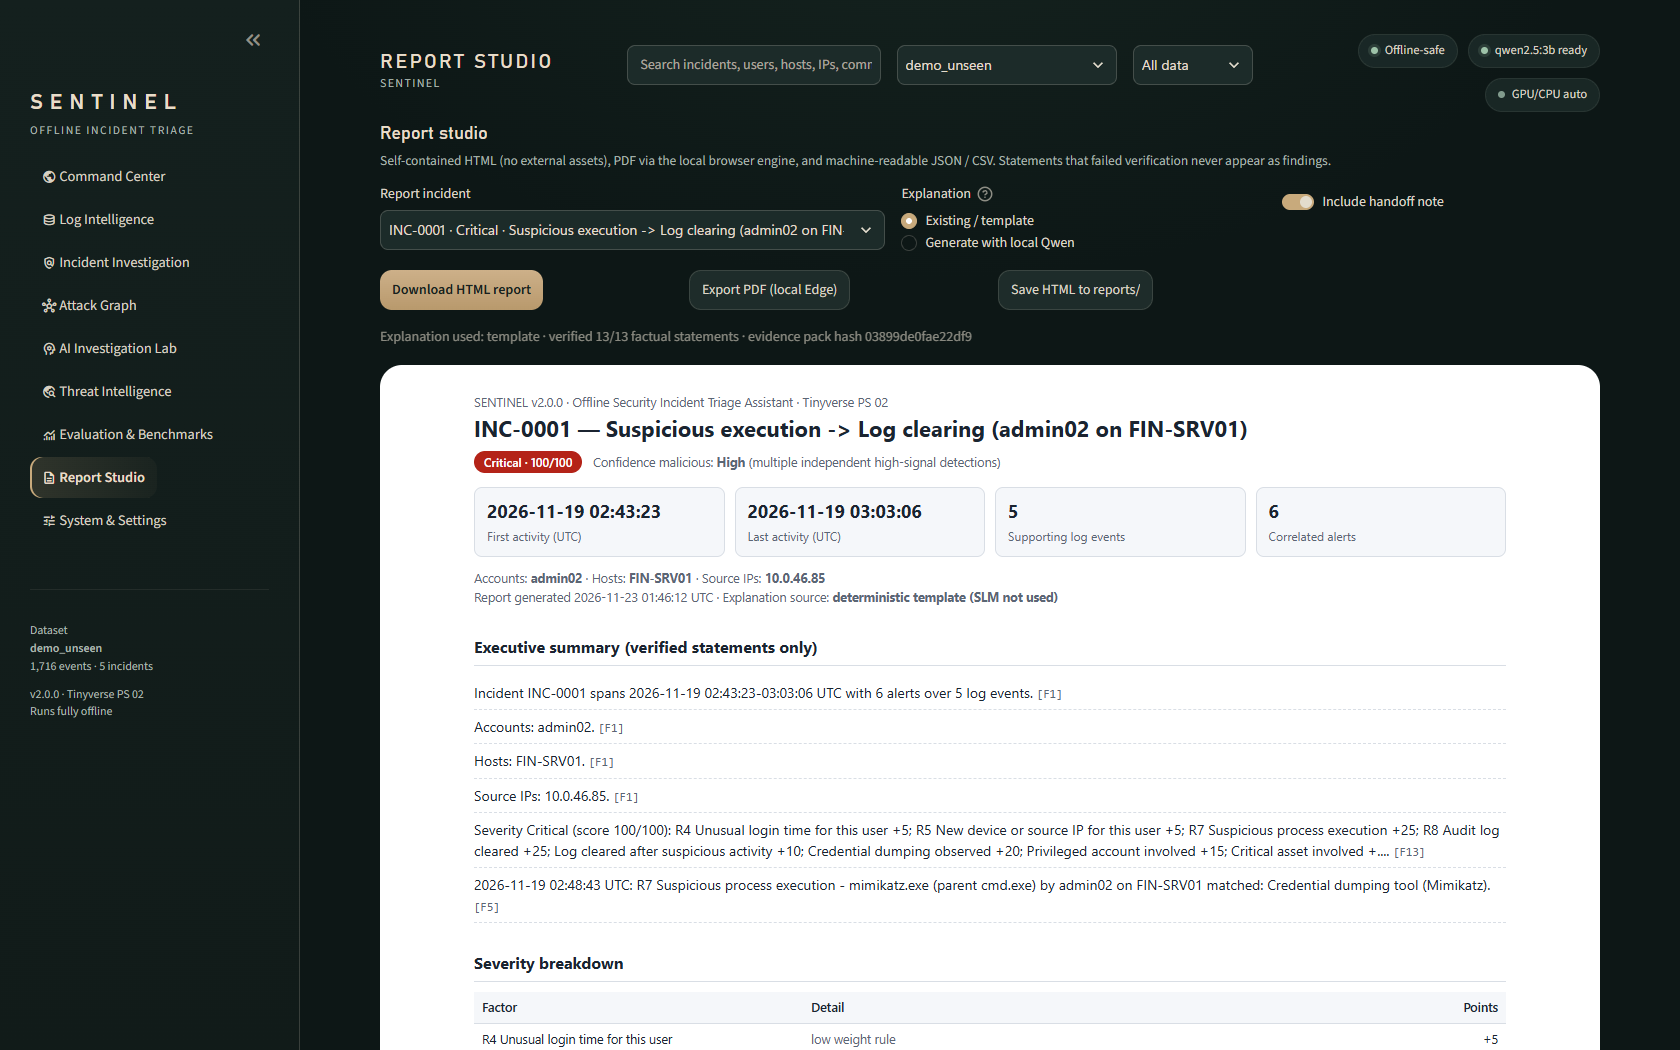 SENTINEL
OFFLINE INCIDENT TRIAGE
Command Center
Log Intelligence
Incident Investigation
Attack Graph
AI Investigation Lab
Threat Intelligence
Evaluation & Benchmarks
Report Studio
System & Settings
Dataset
demo_unseen
1,716 events · 5 incidents
v2.0.0 · Tinyverse PS 02
Runs fully offline
REPORT STUDIO
SENTINEL
Search incidents, users, hosts, IPs, comr
demo_unseen
All data
Offline-safe
qwen2.5:3b ready
GPU/CPU auto
Report studio
Self-contained HTML (no external assets), PDF via the local browser engine, and machine-readable JSON / CSV. Statements that failed verification never appear as findings.
Report incident
INC-0001 · Critical · Suspicious execution -> Log clearing (admin02 on FIN-
Explanation
Existing / template
Generate with local Qwen
Include handoff note
Download HTML report
Export PDF (local Edge)
Save HTML to reports/
Explanation used: template · verified 13/13 factual statements · evidence pack hash 03899de0fae22df9
SENTINEL v2.0.0 · Offline Security Incident Triage Assistant · Tinyverse PS 02
INC-0001 — Suspicious execution -> Log clearing (admin02 on FIN-SRV01)
Critical · 100/100 Confidence malicious: High (multiple independent high-signal detections)
2026-11-19 02:43:23
First activity (UTC)
2026-11-19 03:03:06
Last activity (UTC)
5
Supporting log events
6
Correlated alerts
Accounts: admin02 · Hosts: FIN-SRV01 · Source IPs: 10.0.46.85
Report generated 2026-11-23 01:46:12 UTC · Explanation source: deterministic template (SLM not used)
Executive summary (verified statements only)
Incident INC-0001 spans 2026-11-19 02:43:23-03:03:06 UTC with 6 alerts over 5 log events. [F1]
Accounts: admin02. [F1]
Hosts: FIN-SRV01. [F1]
Source IPs: 10.0.46.85. [F1]
Severity Critical (score 100/100): R4 Unusual login time for this user +5; R5 New device or source IP for this user +5; R7 Suspicious process execution +25; R8 Audit log
cleared +25; Log cleared after suspicious activity +10; Credential dumping observed +20; Privileged account involved +15; Critical asset involved +.... [F13]
2026-11-19 02:48:43 UTC: R7 Suspicious process execution - mimikatz.exe (parent cmd.exe) by admin02 on FIN-SRV01 matched: Credential dumping tool (Mimikatz).
[F5]
Severity breakdown
Factor Detail Points
R4 Unusual login time for this user low weight rule +5